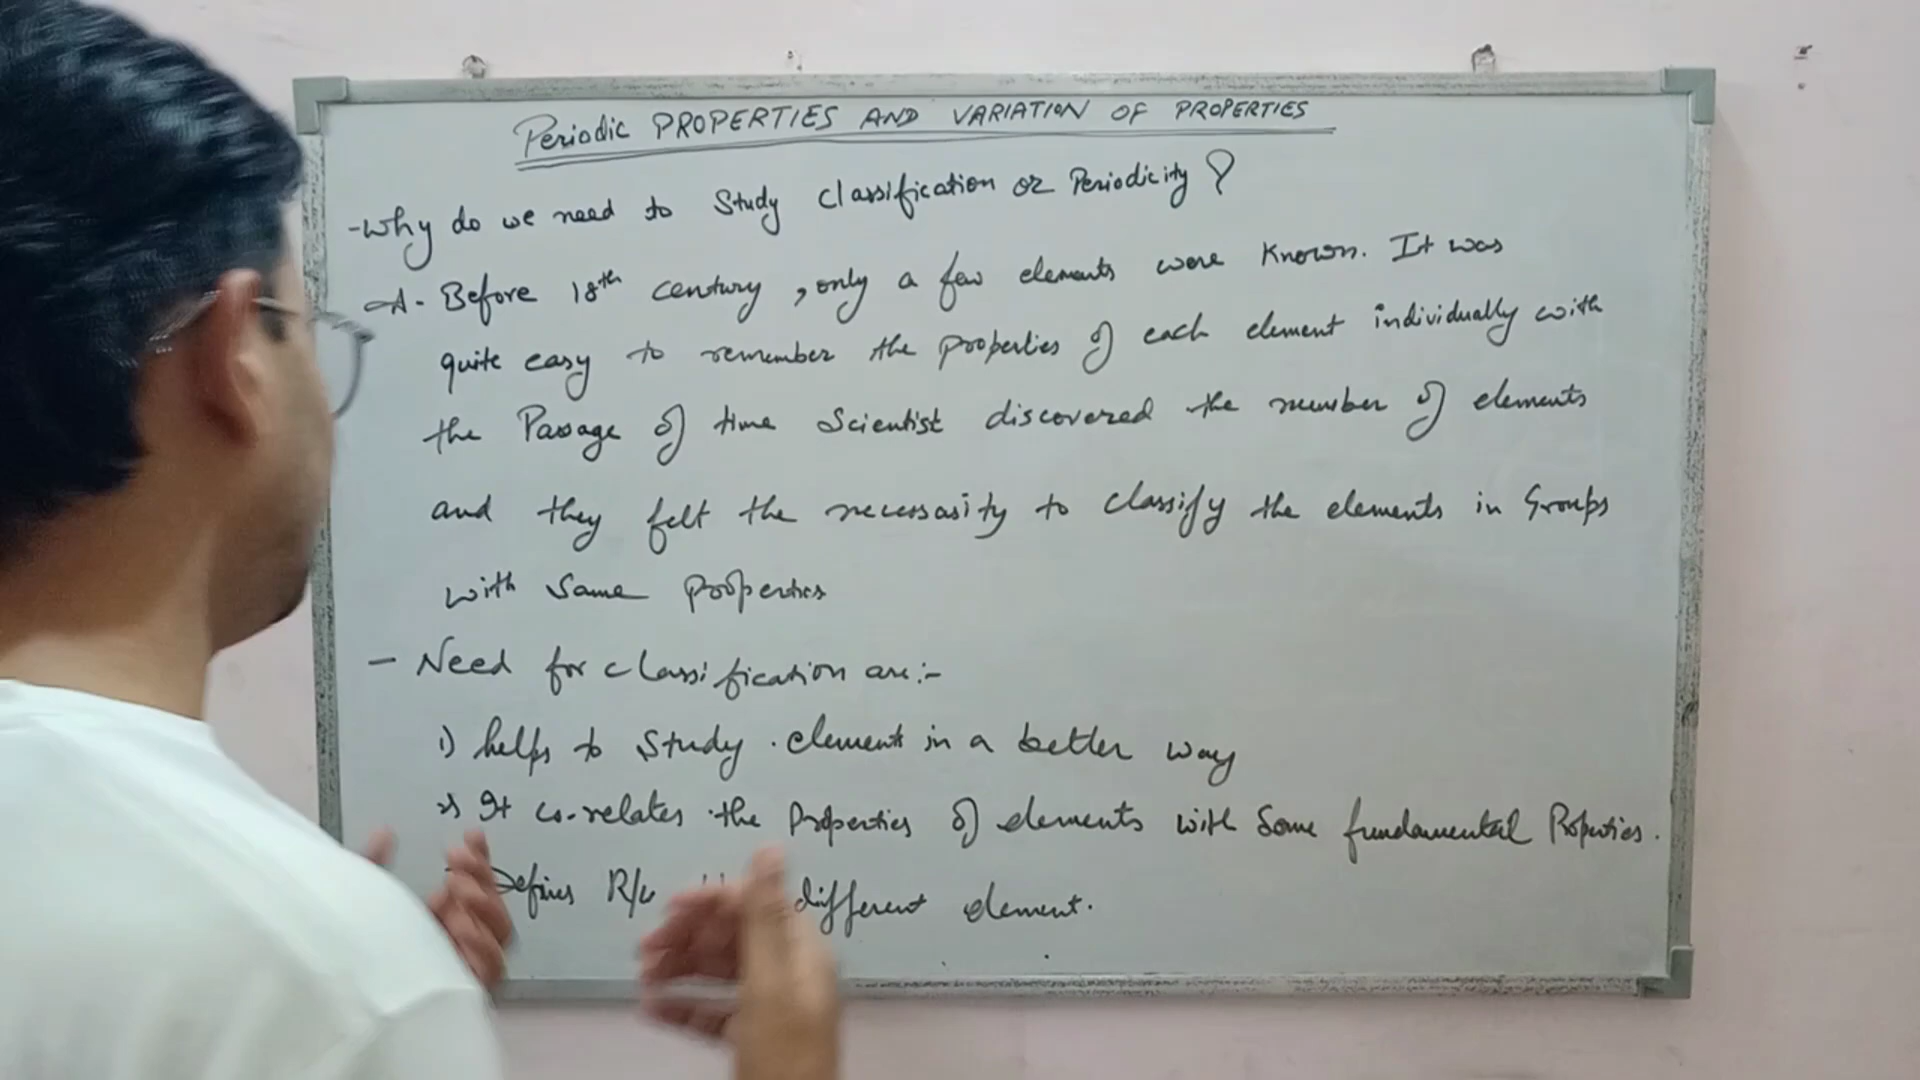 Periodic PROPERTIES AND VARIATION OF PROPERTIES
-Why do we need to Study Classification or Periodicity ?
A- Before 18th century, only a few elements were known. It was
quite easy to remember the properties of each element individually with
the Passage of time Scientist discovered the number of elements
and they felt the necessasity to classify the elements in Groups
with Same Properties
- Need for classification are:-
1) helps to Study element in a better way
2) It co-relates the Properties of elements with Some fundamental Roperties.
Defines R/w different element.